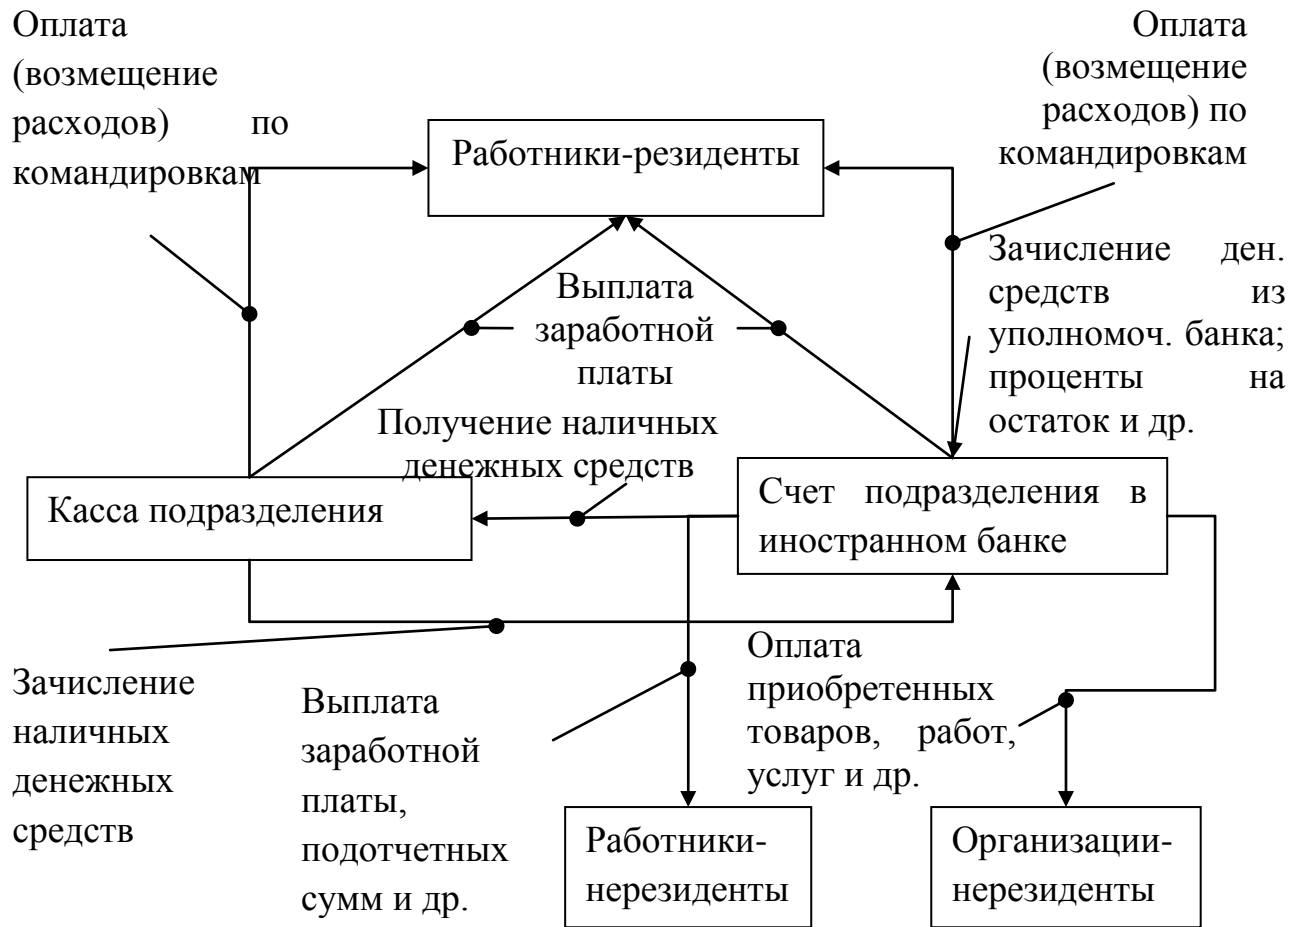 Оплата
(возмещение
расходов) по
командировкам
Оплата
(возмещение
расходов) по
командировкам
Работники-резиденты
Зачисление ден.
средств из
уполномоч. банка;
проценты на
остаток и др.
Выплата
заработной
платы
Получение наличных
денежных средств
Касса подразделения
Счет подразделения в
иностранном банке
Зачисление
наличных
денежных
средств
Выплата
заработной
платы,
подотчетных
сумм и др.
Оплата
приобретенных
товаров, работ,
услуг и др.
Работники-
нерезиденты
Организации-
нерезиденты